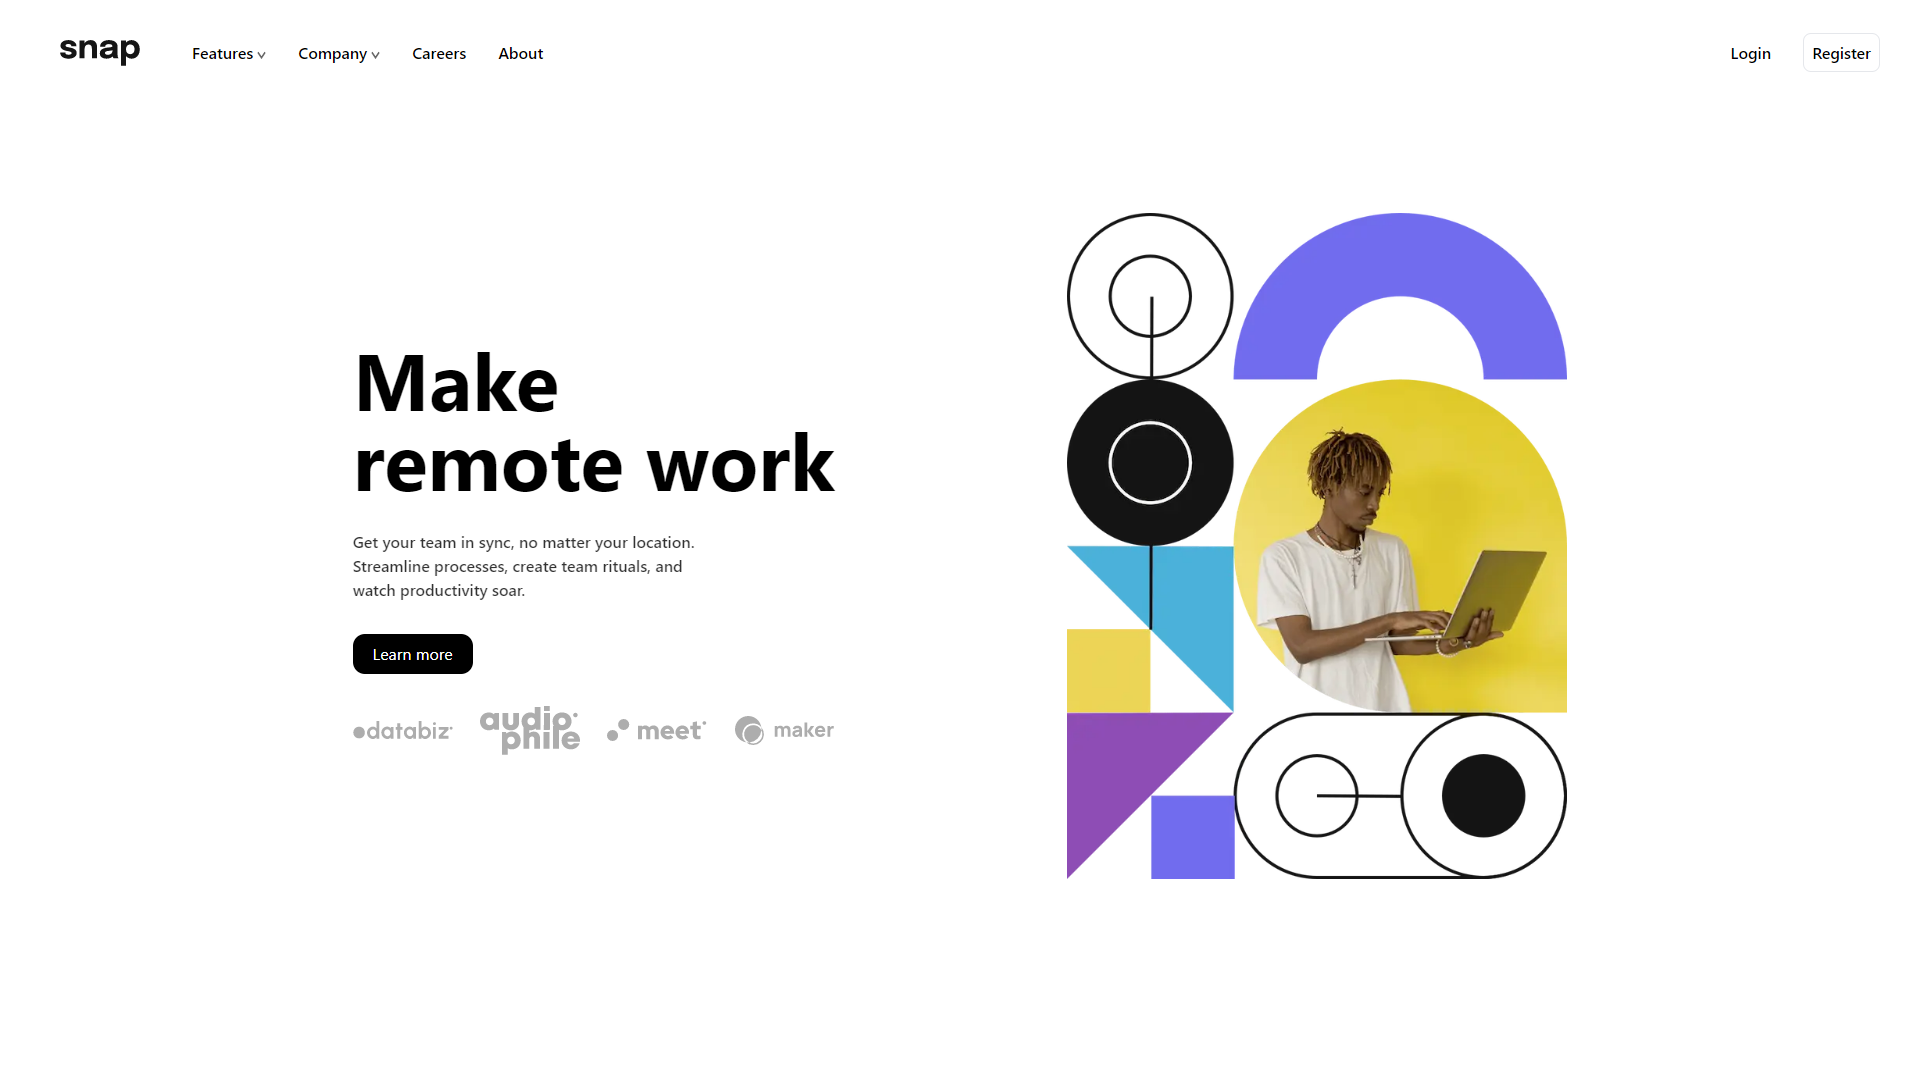 snap
Features
Company
Careers
About
Login
Register
Make
remote work
Get your team in sync, no matter your location.
Streamline processes, create team rituals, and
watch productivity soar.
Learn more
databiz
audiophile
meet
maker